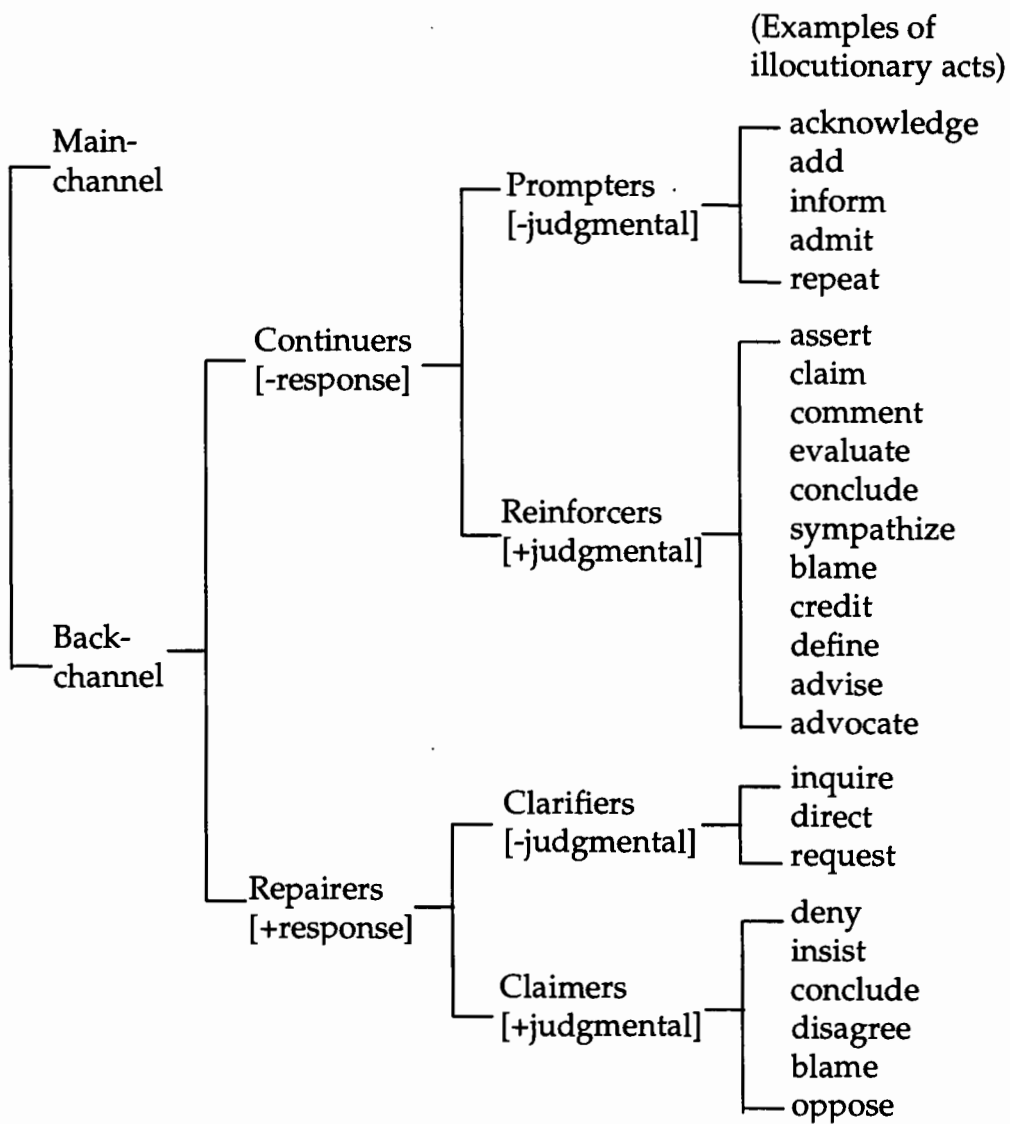 (Examples of
illocutionary acts)
Main-
channel
Back-
channel
Continuers
[-response]
Repairers
[+response]
Prompters
[-judgmental]
Reinforcers
[+judgmental]
Clarifiers
[-judgmental]
Claimers
[+judgmental]
acknowledge
add
inform
admit
repeat
assert
claim
comment
evaluate
conclude
sympathize
blame
credit
define
advise
advocate
inquire
direct
request
deny
insist
conclude
disagree
blame
oppose